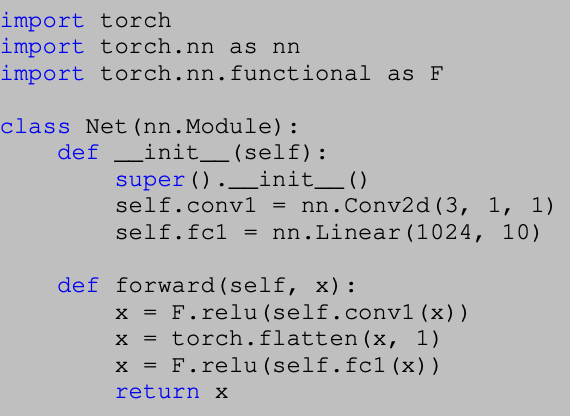 import torch
import torch.nn as nn
import torch.nn.functional as F

class Net(nn.Module):
    def __init__(self):
        super().__init__()
        self.conv1 = nn.Conv2d(3, 1, 1)
        self.fc1 = nn.Linear(1024, 10)

    def forward(self, x):
        x = F.relu(self.conv1(x))
        x = torch.flatten(x, 1)
        x = F.relu(self.fc1(x))
        return x